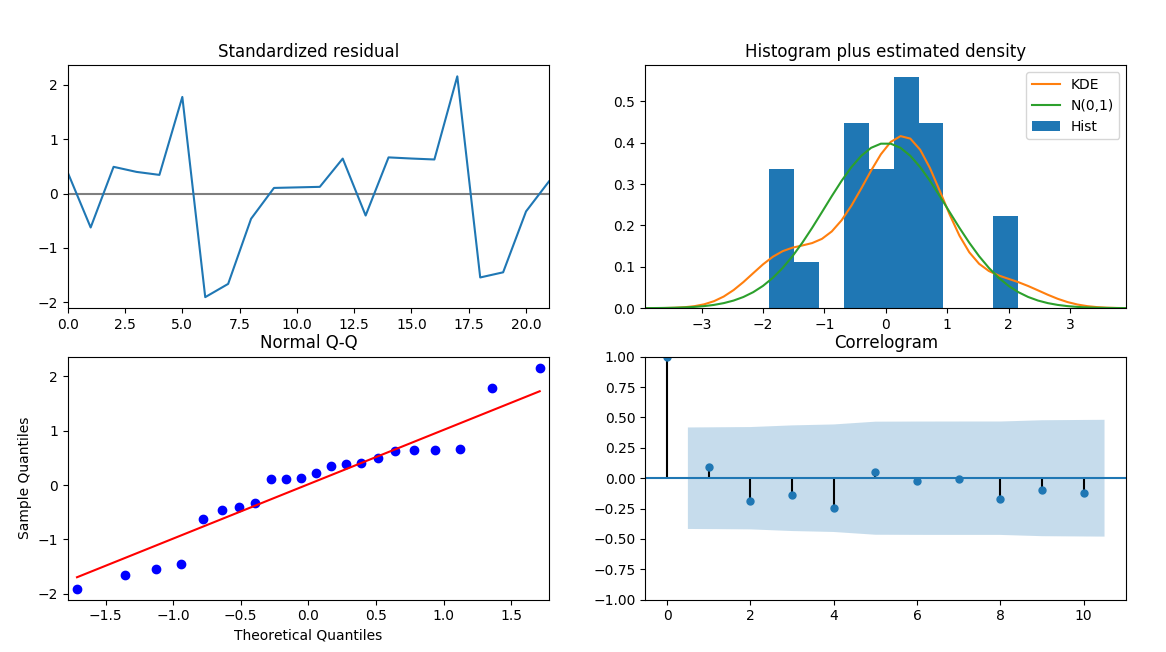 Standardized residual
2
1
0
−1
−2
0.0 2.5 5.0 7.5 10.0 12.5 15.0 17.5 20.0
Histogram plus estimated density
KDE
N(0,1)
Hist
0.5
0.4
0.3
0.2
0.1
0.0
−3 −2 −1 0 1 2 3
Normal Q-Q
Sample Quantiles
2
1
0
−1
−2
−1.5 −1.0 −0.5 0.0 0.5 1.0 1.5
Theoretical Quantiles
Correlogram
1.00
0.75
0.50
0.25
0.00
−0.25
−0.50
−0.75
−1.00
0 2 4 6 8 10